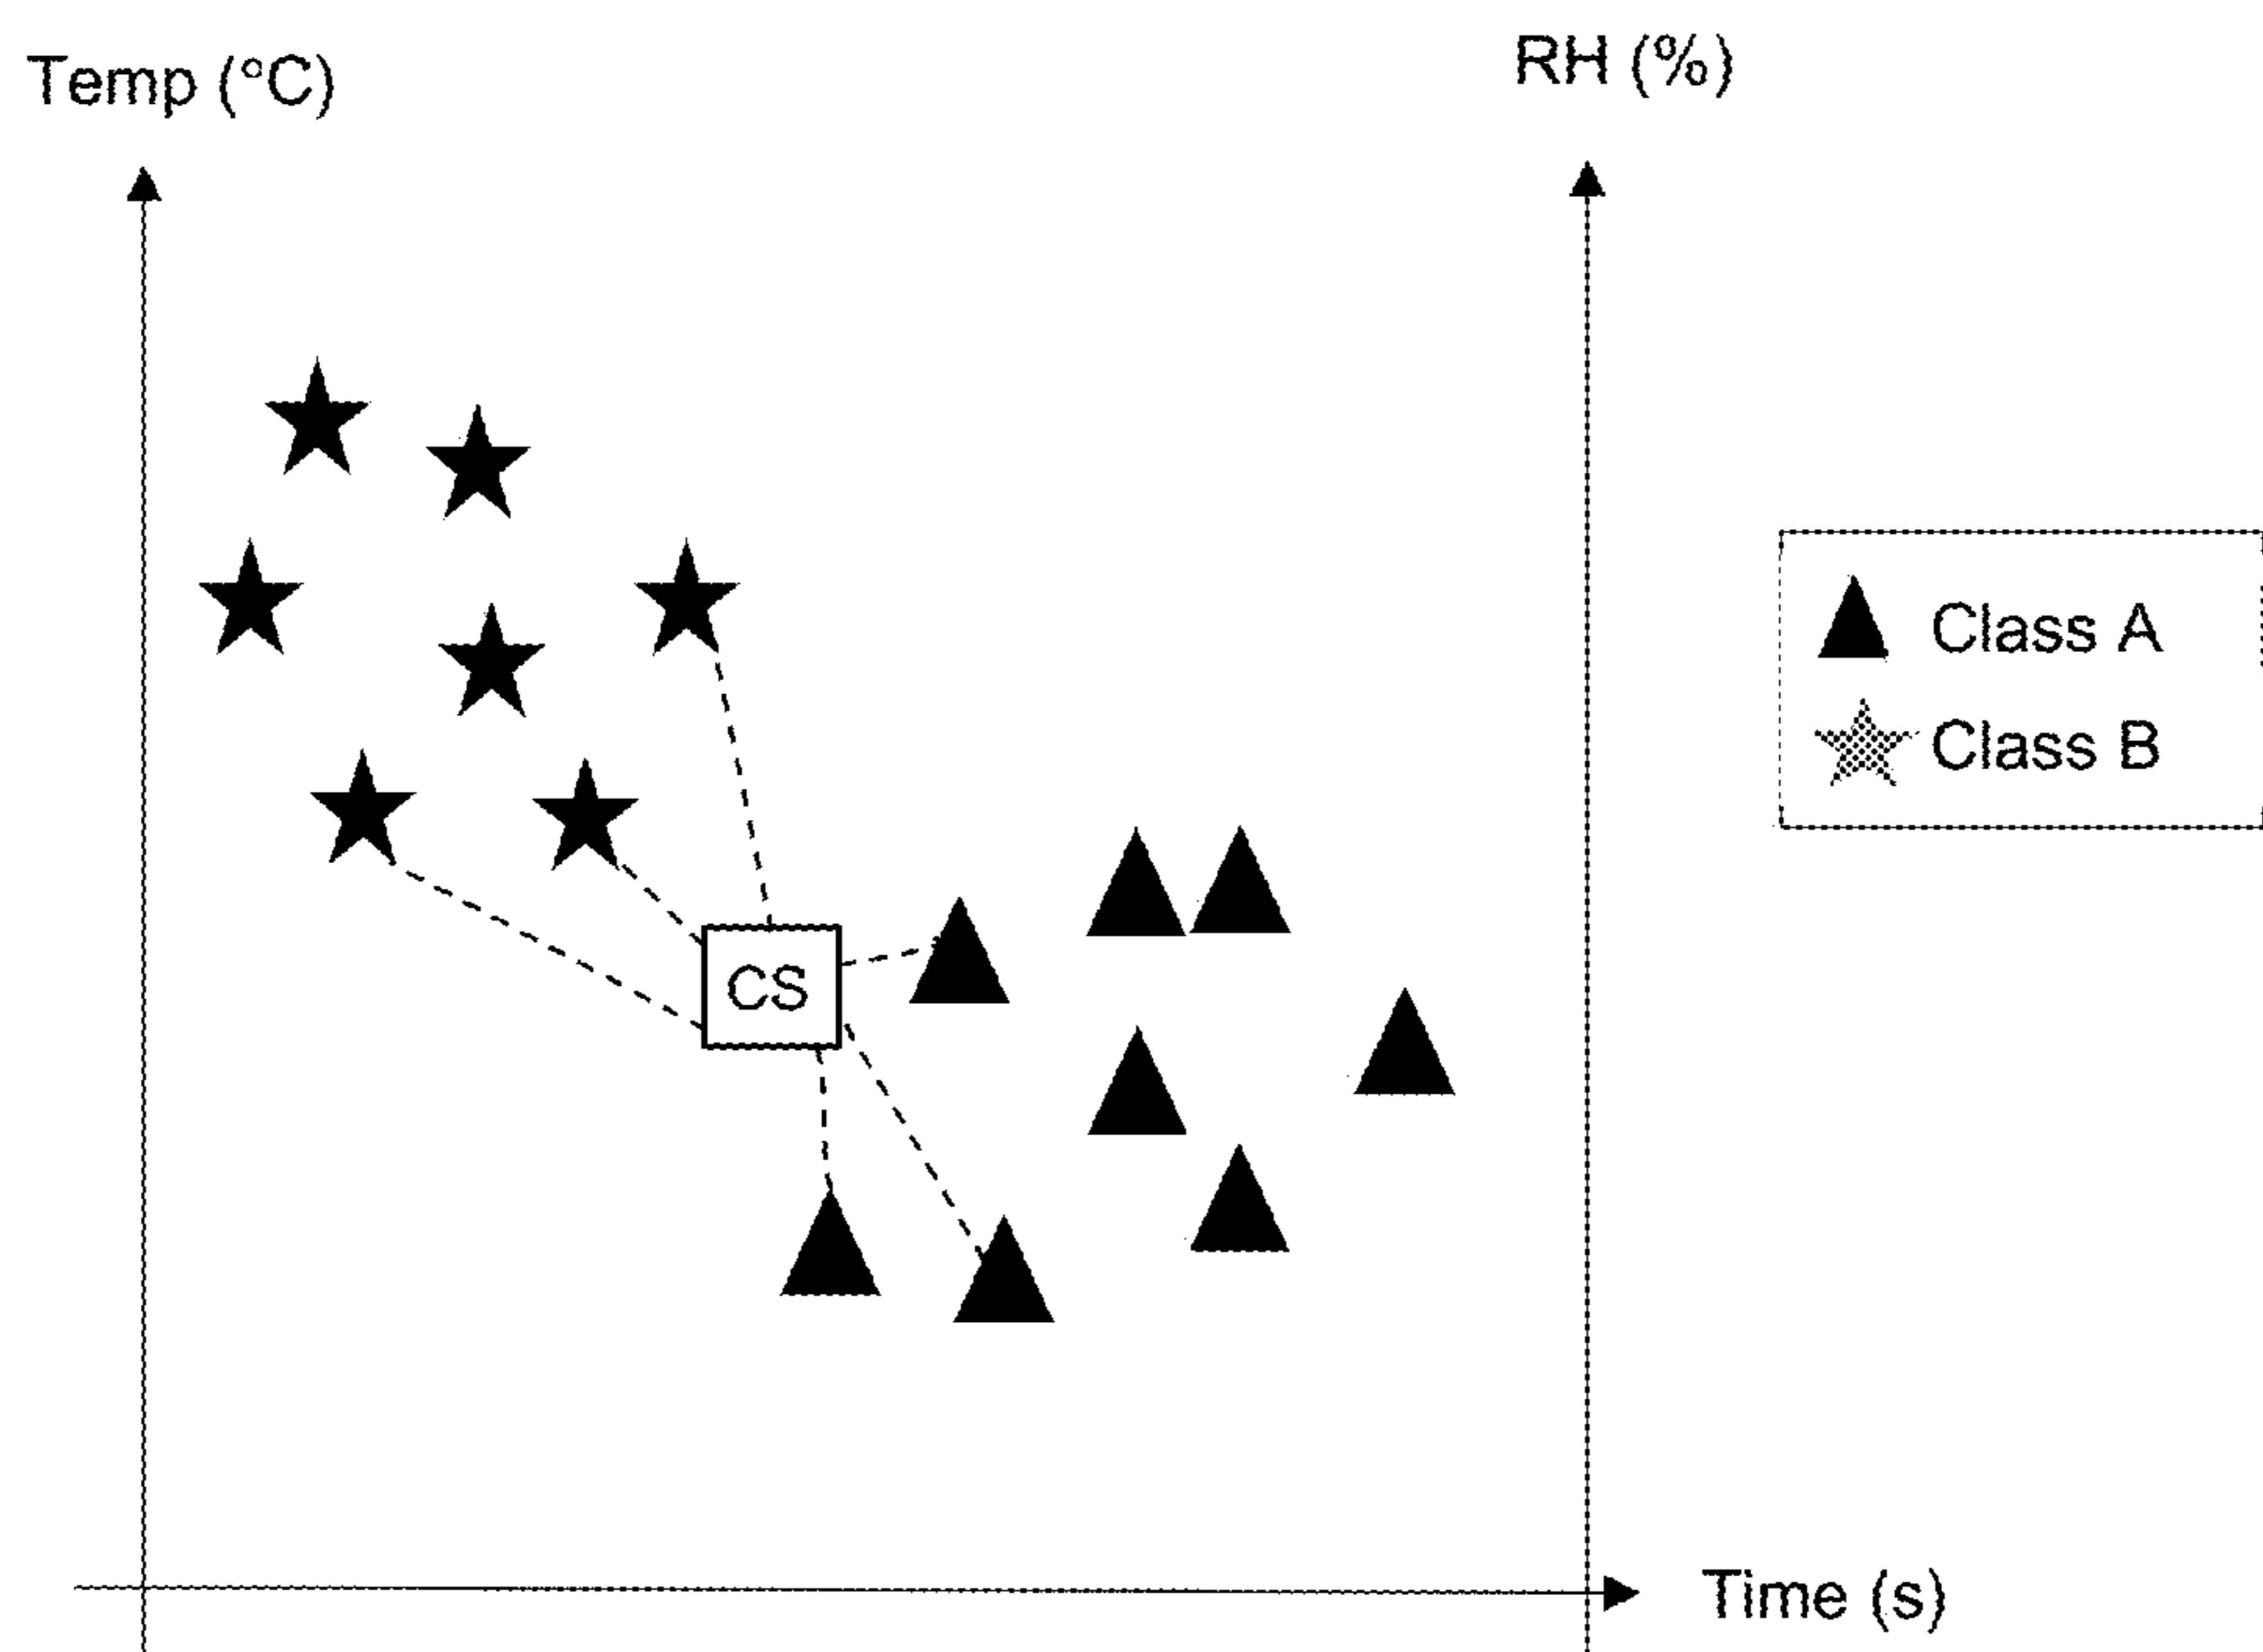 Temp (°C)
RH (%)
Class A
Class B
CS
Time (s)